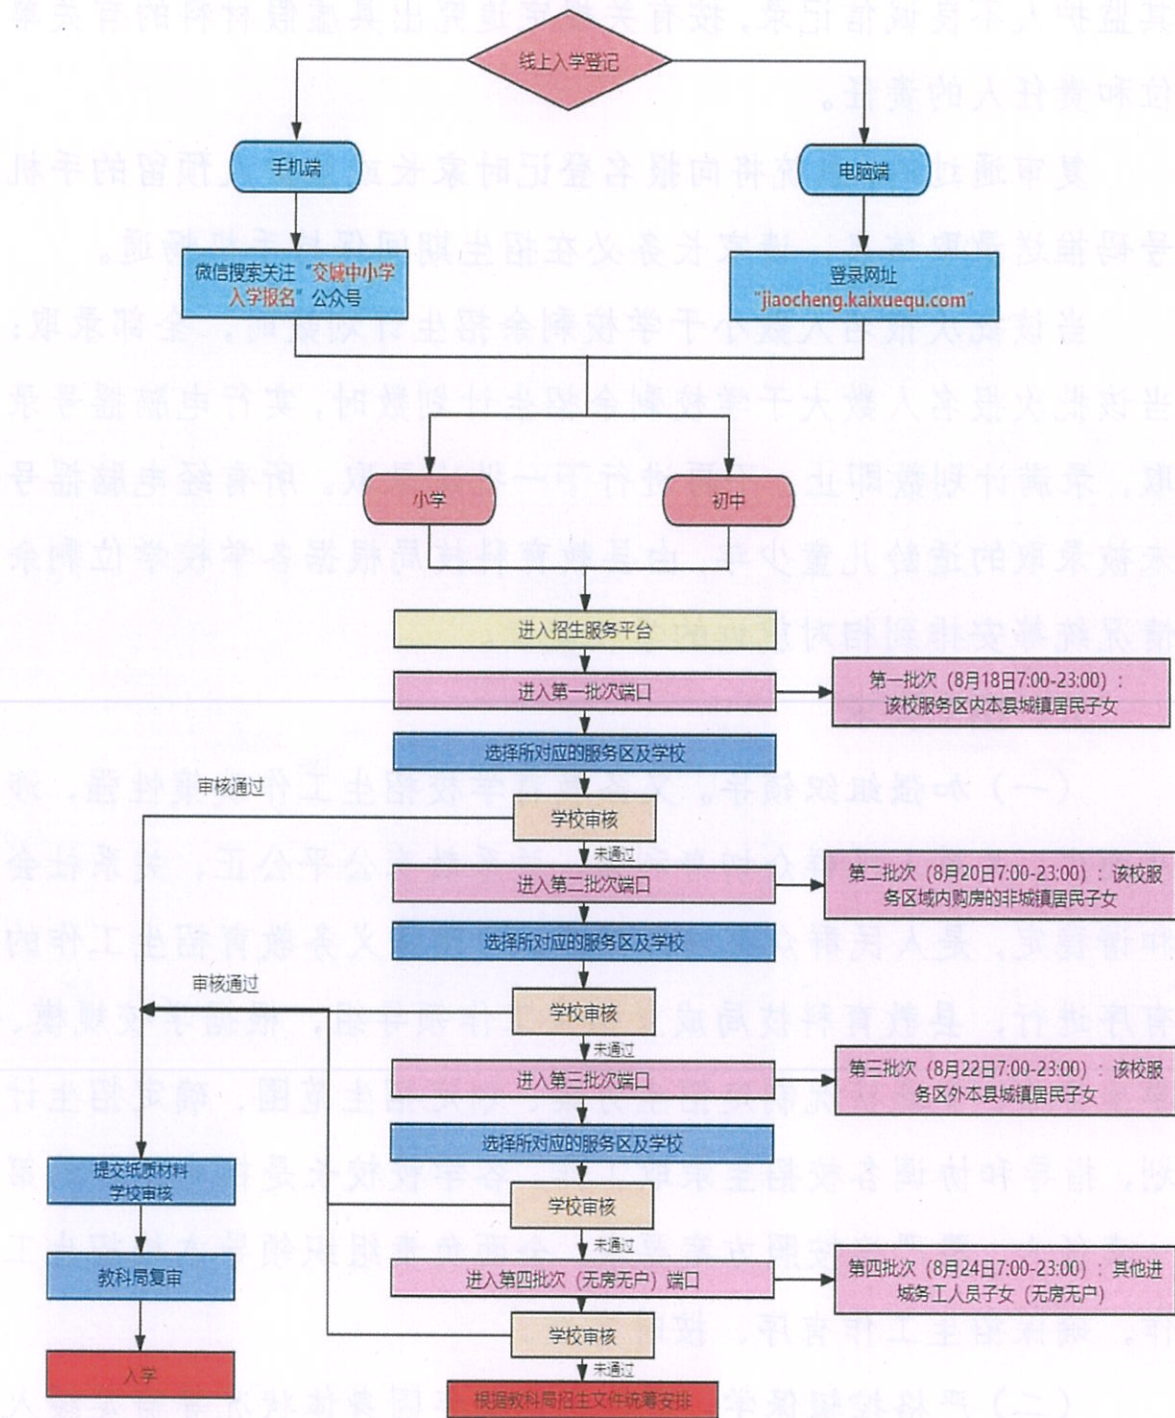 线上入学登记
手机端
电脑端
微信搜索关注“交城中小学
入学报名”公众号
登录网址
“jiaocheng.kaixuequ.com”
小学
初中
进入招生服务平台
进入第一批次端口
第一批次（8月18日7:00-23:00）：
该校服务区内本县城镇居民子女
选择所对应的服务区及学校
审核通过
学校审核
未通过
进入第二批次端口
第二批次（8月20日7:00-23:00）：该校服
务区域内购房的非城镇居民子女
选择所对应的服务区及学校
审核通过
学校审核
未通过
进入第三批次端口
第三批次（8月22日7:00-23:00）：该校服
务区外本县城镇居民子女
选择所对应的服务区及学校
提交纸质材料
学校审核
学校审核
未通过
教科局复审
进入第四批次（无房无户）端口
第四批次（8月24日7:00-23:00）：其他进
城务工人员子女（无房无户）
学校审核
未通过
入学
根据教科局招生文件统筹安排